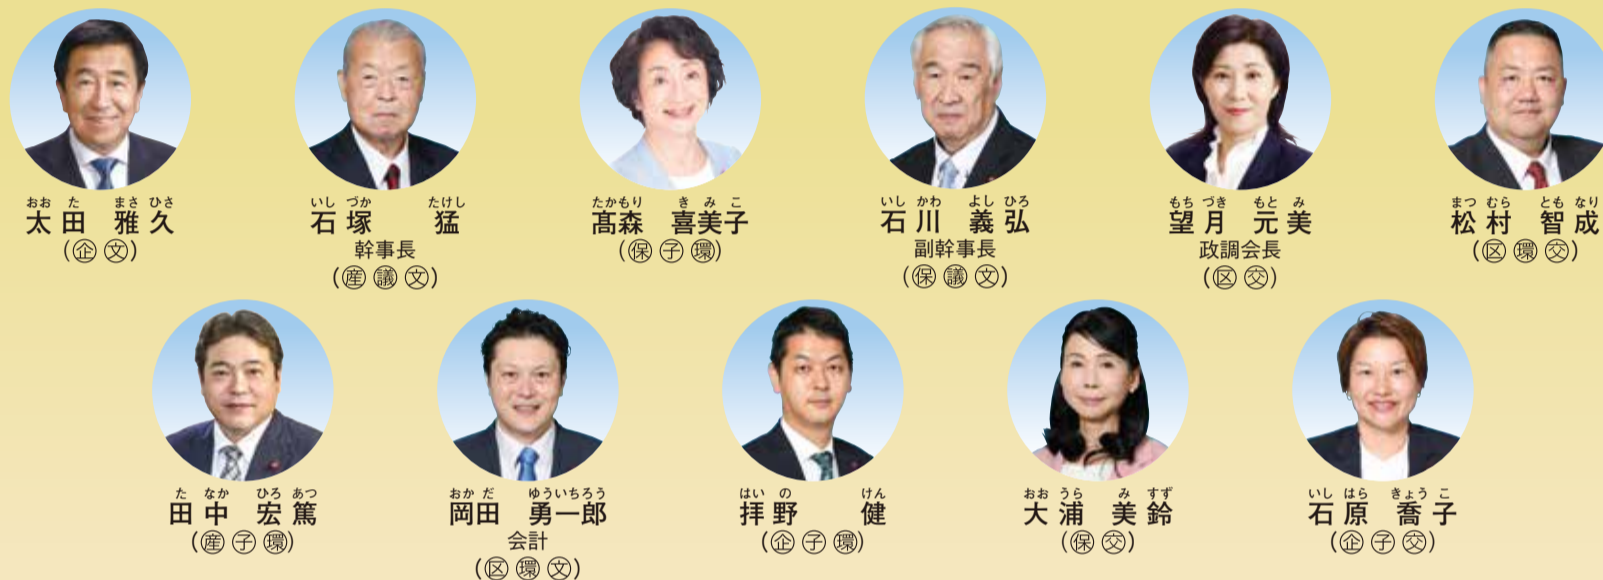 おお た まさ ひさ
太田 雅久
(企文)
いし づか たけし
石塚 猛
幹事長
(産議文)
たかもり き み こ
髙森 喜美子
(保子環)
いし かわ よし ひろ
石川 義弘
副幹事長
(保議文)
もち づき もと み
望月 元美
政調会長
(区交)
まつ むら とも なり
松村 智成
(区環交)
た なか ひろ あつ
田中 宏篤
(産子環)
おか だ ゆういちろう
岡田 勇一郎
会計
(区環文)
はい の けん
拝野 健
(企子環)
おお うら み すず
大浦 美鈴
(保交)
いし はら きょう こ
石原 喬子
(企子交)